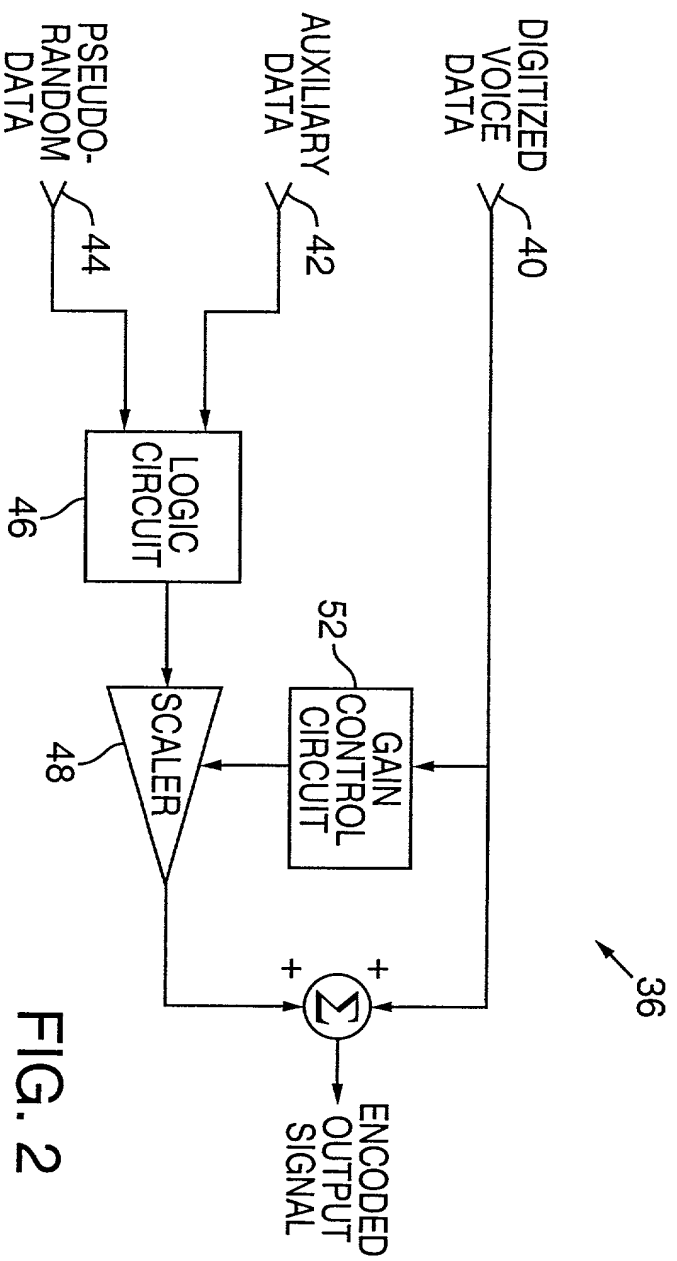 36
DIGITIZED
VOICE
DATA
40
GAIN
CONTROL
CIRCUIT
52
AUXILIARY
DATA
42
+
+
Σ
ENCODED
OUTPUT
SIGNAL
LOGIC
CIRCUIT
46
SCALER
48
PSEUDO-
RANDOM
DATA
44
FIG. 2